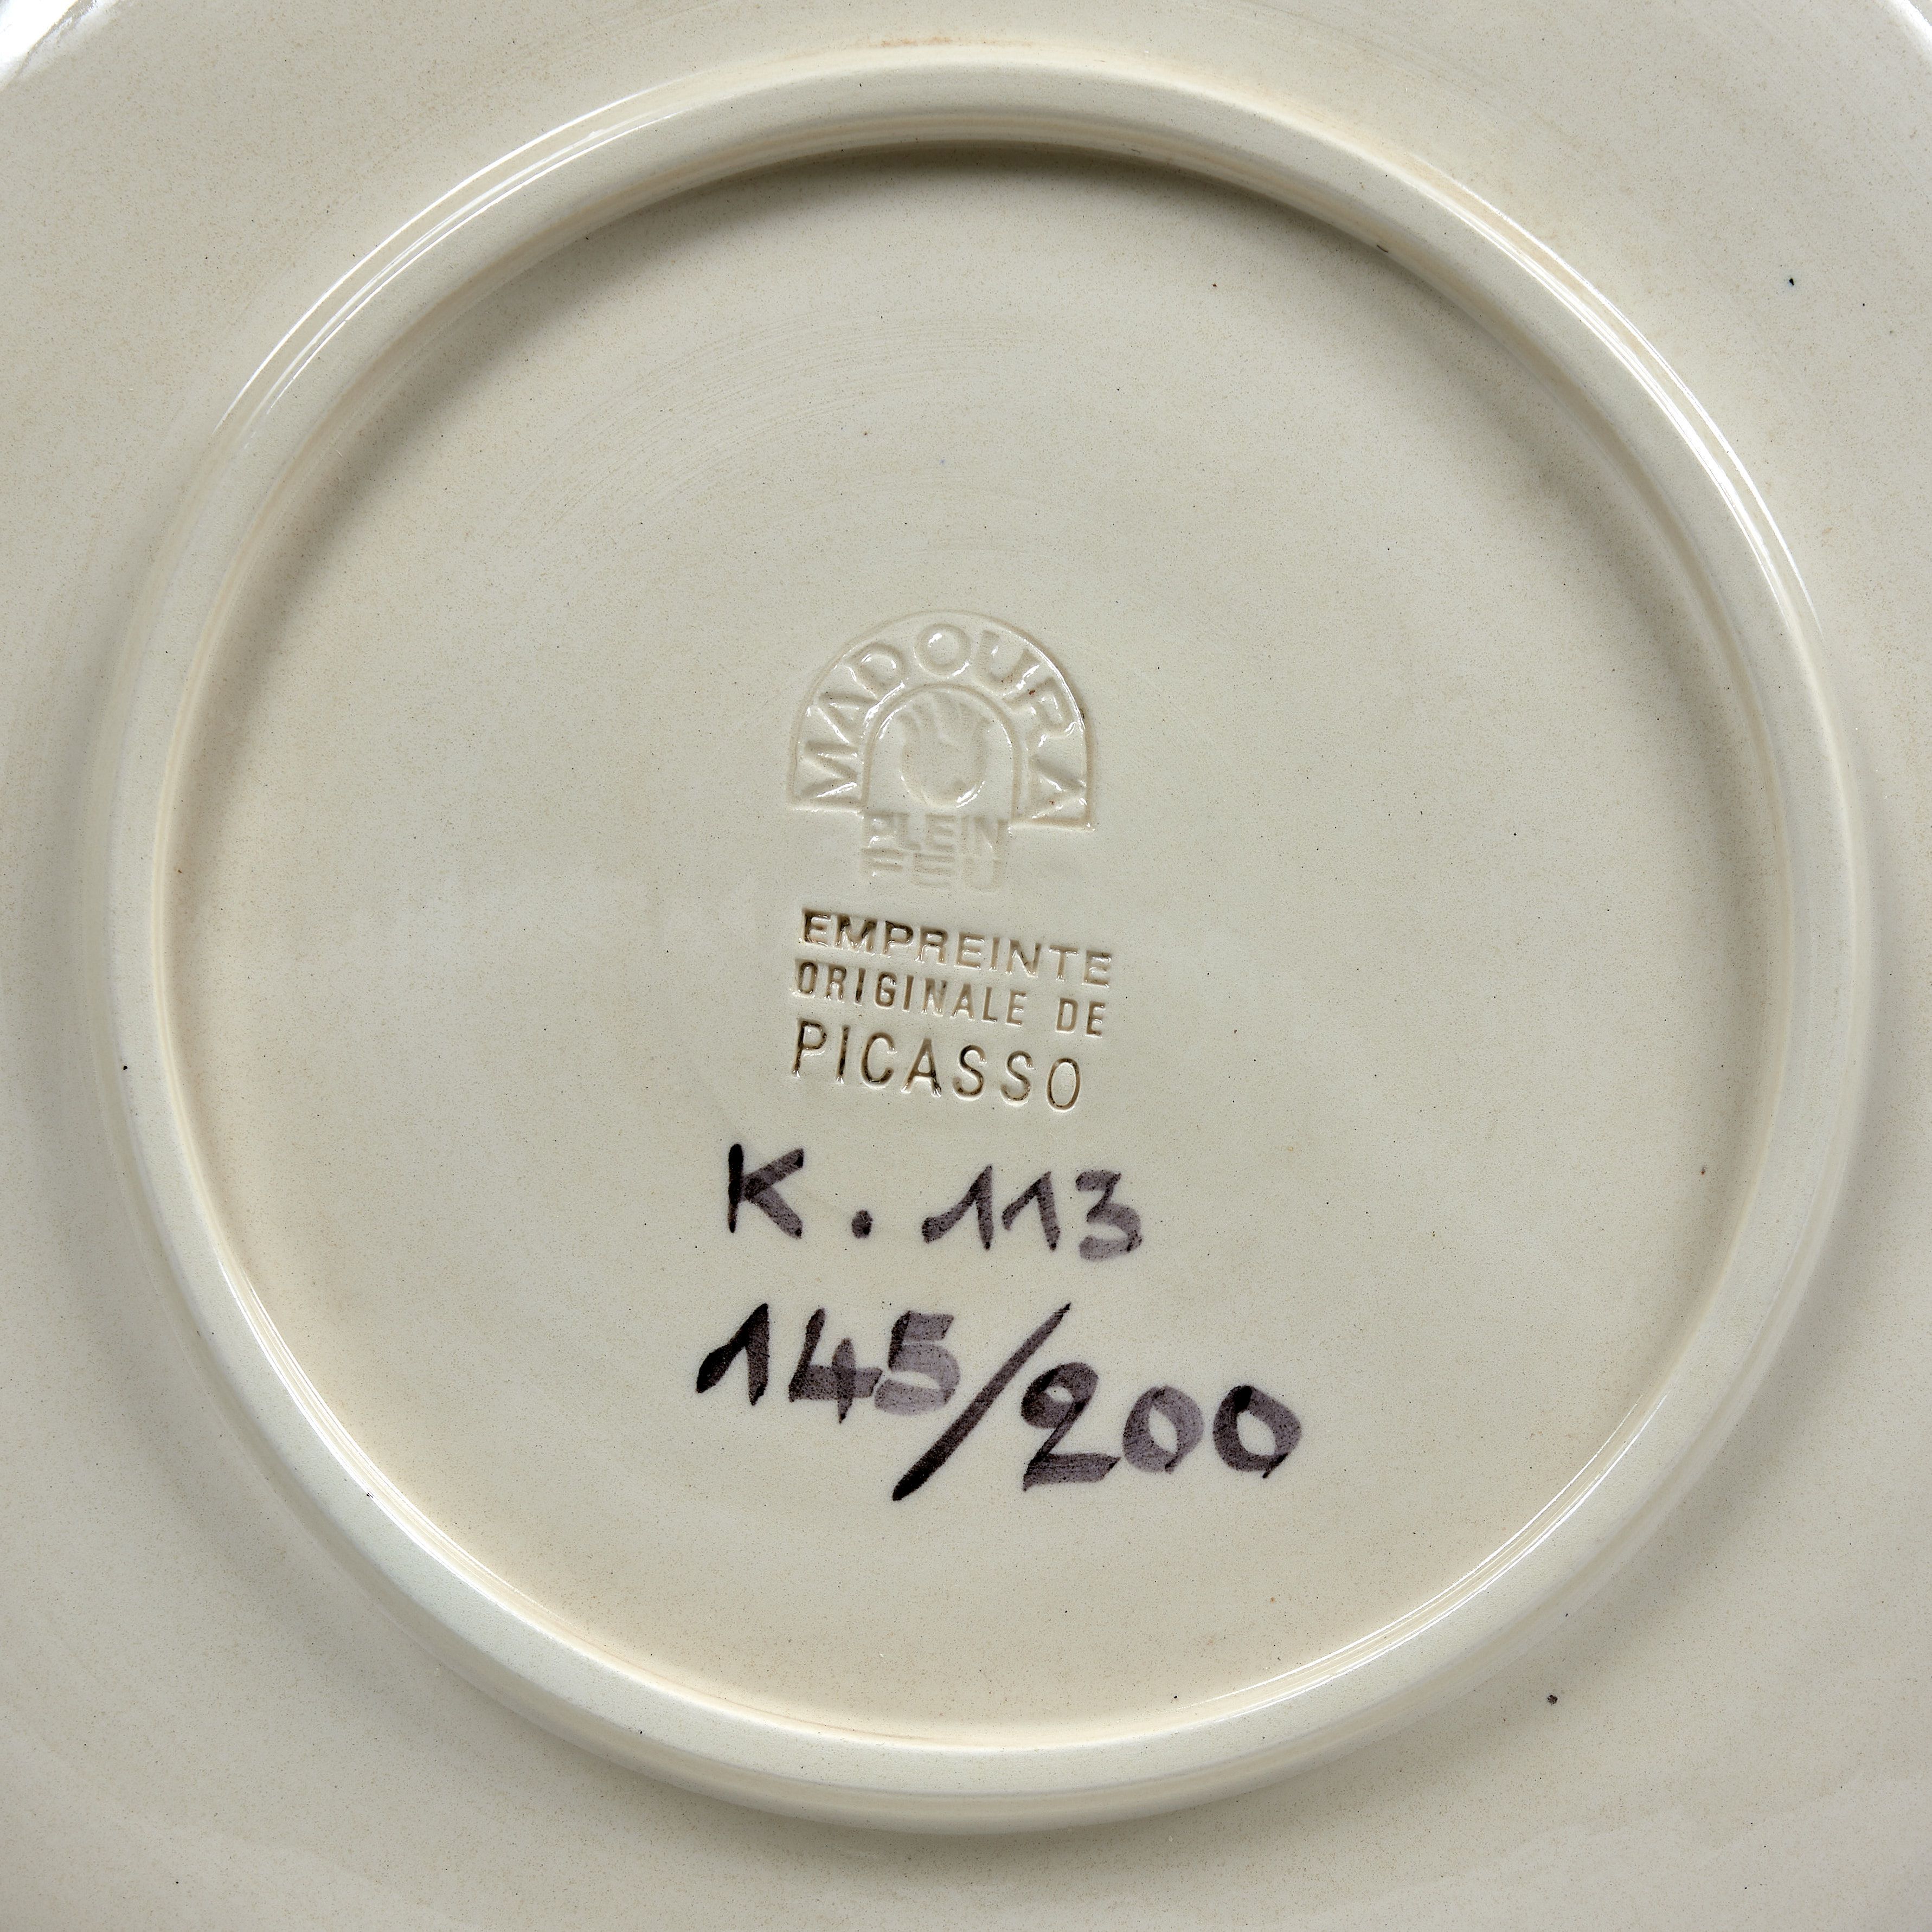 MADOURA
PLEIN
FEU
EMPREINTE
ORIGINALE DE
PICASSO
K. 113
145/200